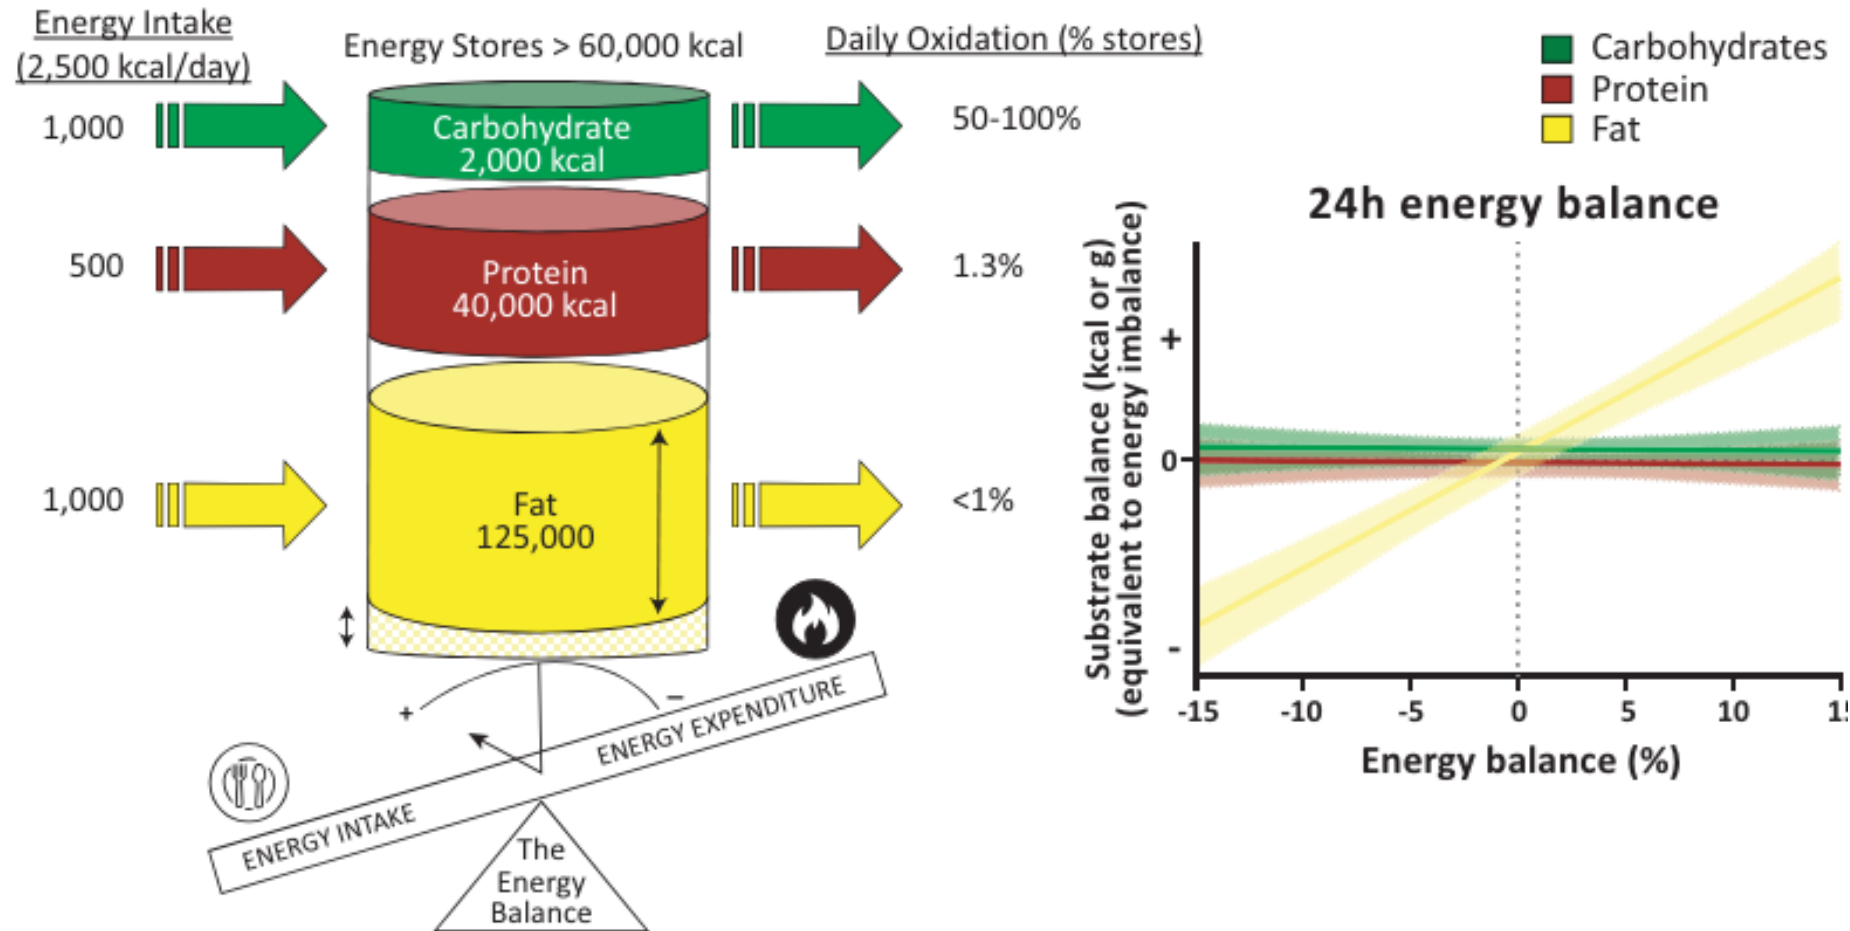 Energy Intake
(2,500 kcal/day)
Energy Stores > 60,000 kcal
Daily Oxidation (% stores)
1,000
Carbohydrate
2,000 kcal
50-100%
500
Protein
40,000 kcal
1.3%
1,000
Fat
125,000
<1%
+
−
ENERGY INTAKE
ENERGY EXPENDITURE
The
Energy
Balance
Carbohydrates
Protein
Fat
24h energy balance
Substrate balance (kcal or g)
(equivalent to energy imbalance)
+
0
-
-15 -10 -5 0 5 10
Energy balance (%)